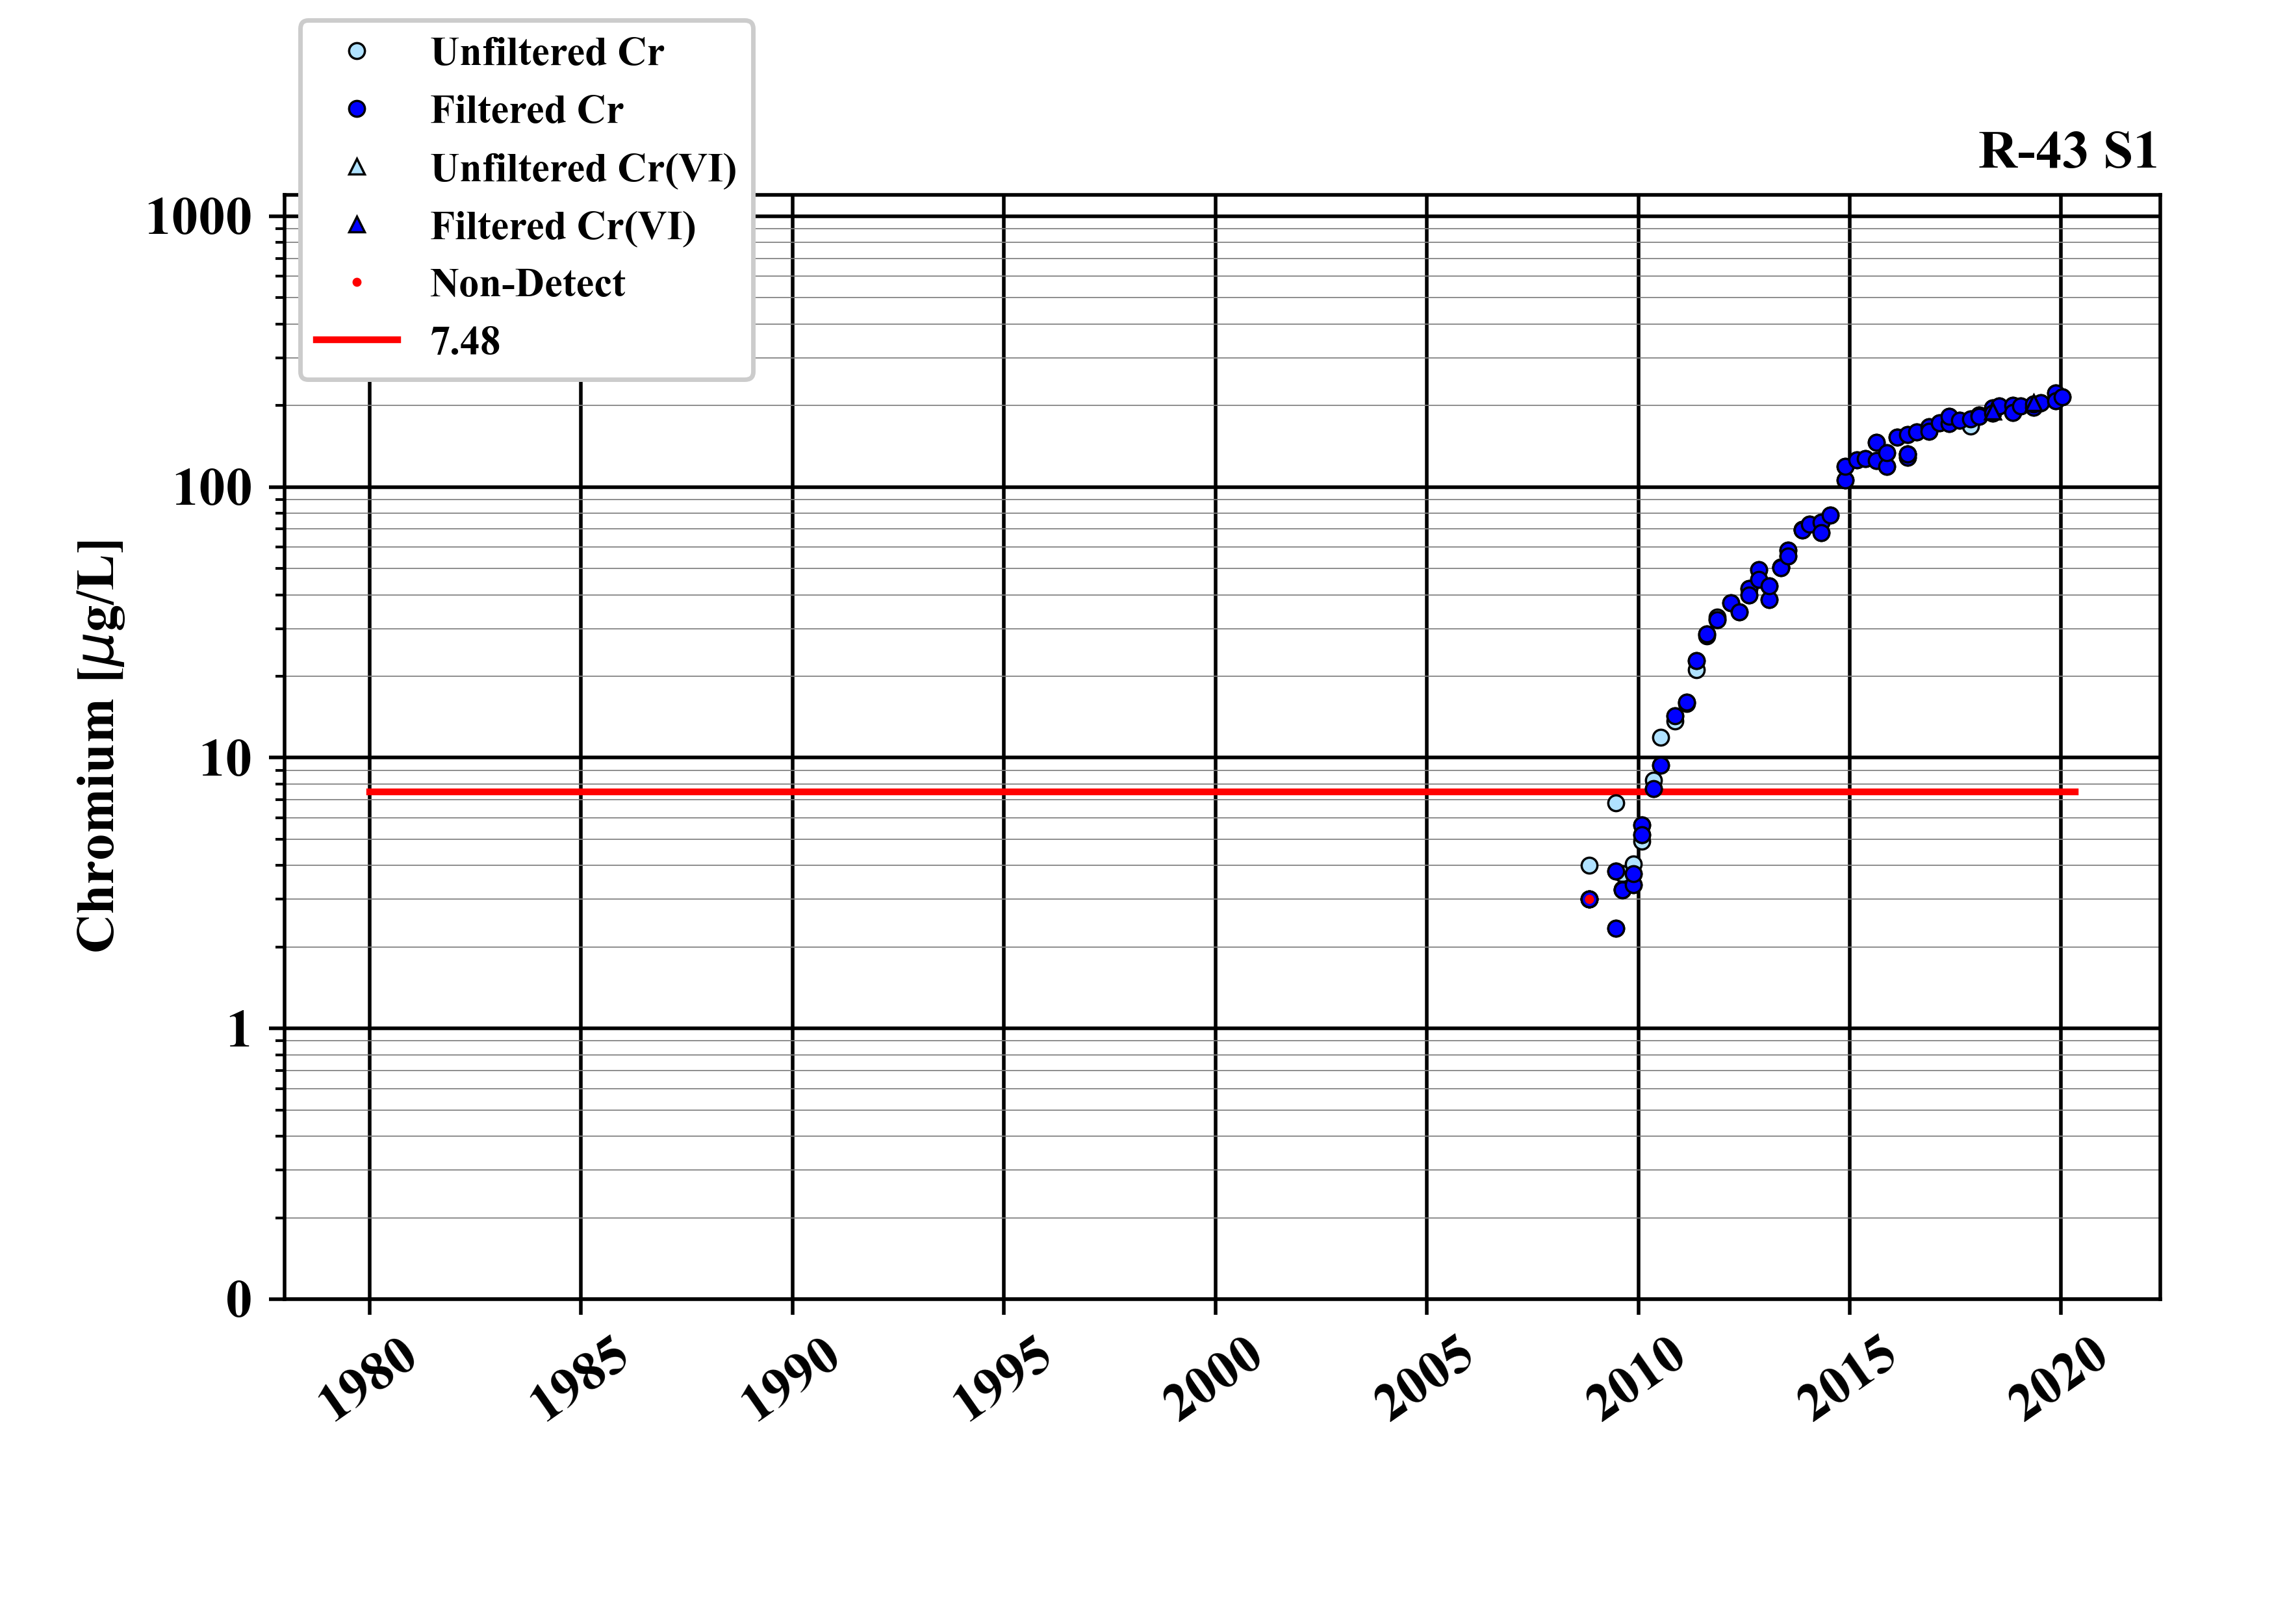 Unfiltered Cr
Filtered Cr
Unfiltered Cr(VI)
Filtered Cr(VI)
Non-Detect
7.48
R-43 S1
Chromium [μg/L]
1000
100
10
1
0
1980
1985
1990
1995
2000
2005
2010
2015
2020